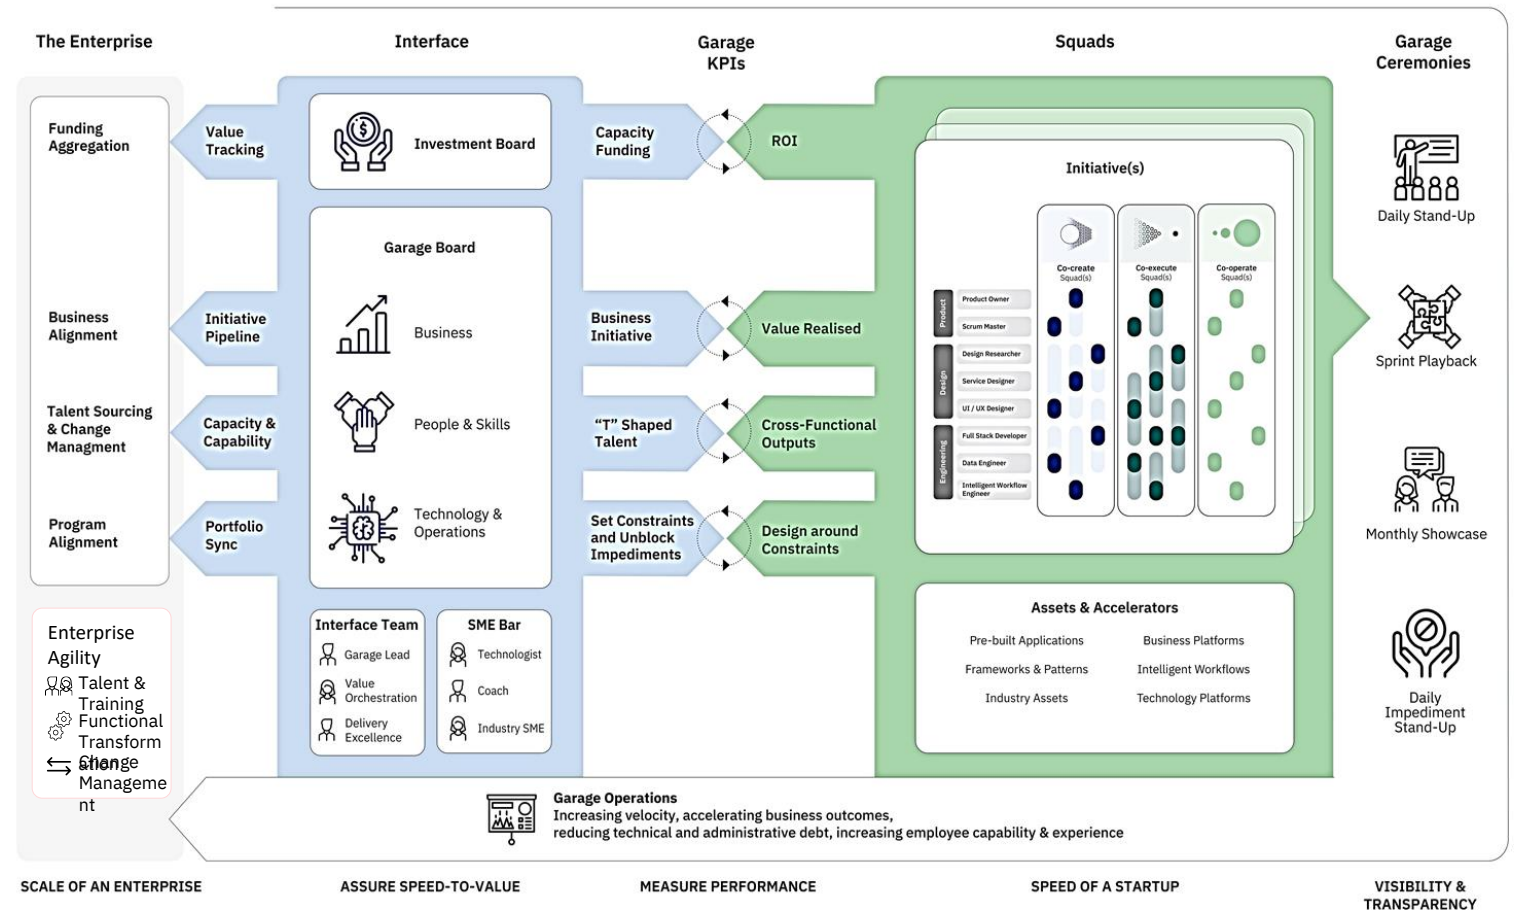 The Enterprise
Interface
Garage
KPIs
Squads
Garage
Ceremonies
Funding
Aggregation
Business
Alignment
Talent Sourcing
& Change
Managment
Program
Alignment
Value
Tracking
Initiative
Pipeline
Capacity &
Capability
Portfolio
Sync
Investment Board
Garage Board
Business
People & Skills
Technology &
Operations
Capacity
Funding
Business
Initiative
“T” Shaped
Talent
Set Constraints
and Unblock
Impediments
ROI
Value Realised
Cross-Functional
Outputs
Design around
Constraints
Initiative(s)
Co-create
Squad(s)
Co-execute
Squad(s)
Co-operate
Squad(s)
Product
Product Owner
Scrum Master
Design
Design Researcher
Service Designer
UI / UX Designer
Engineering
Full Stack Developer
Data Engineer
Intelligent Workflow
Engineer
Daily Stand-Up
Sprint Playback
Monthly Showcase
Daily
Impediment
Stand-Up
Enterprise
Agility
Talent &
Training
Functional
Transform
ation
Change
Manageme
nt
Interface Team
Garage Lead
Value
Orchestration
Delivery
Excellence
SME Bar
Technologist
Coach
Industry SME
Assets & Accelerators
Pre-built Applications
Business Platforms
Frameworks & Patterns
Intelligent Workflows
Industry Assets
Technology Platforms
Garage Operations
Increasing velocity, accelerating business outcomes,
reducing technical and administrative debt, increasing employee capability & experience
SCALE OF AN ENTERPRISE
ASSURE SPEED-TO-VALUE
MEASURE PERFORMANCE
SPEED OF A STARTUP
VISIBILITY &
TRANSPARENCY